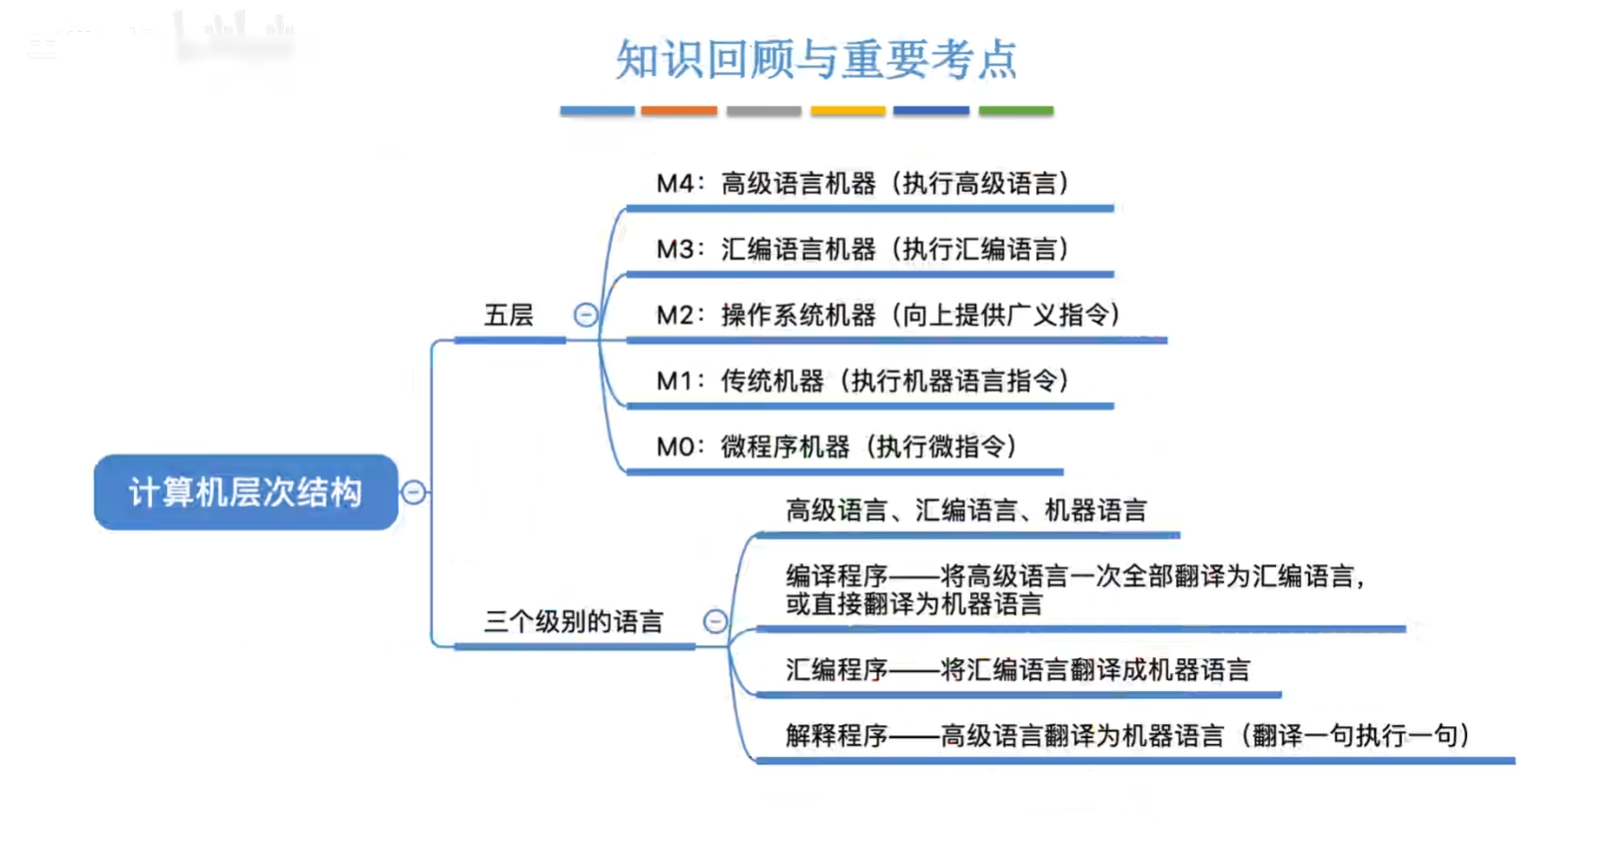 知识回顾与重要考点
M4：高级语言机器（执行高级语言）
M3：汇编语言机器（执行汇编语言）
五层
M2：操作系统机器（向上提供广义指令）
M1：传统机器（执行机器语言指令）
M0：微程序机器（执行微指令）
计算机层次结构
高级语言、汇编语言、机器语言
编译程序——将高级语言一次全部翻译为汇编语言，
或直接翻译为机器语言
三个级别的语言
汇编程序——将汇编语言翻译成机器语言
解释程序——高级语言翻译为机器语言（翻译一句执行一句）